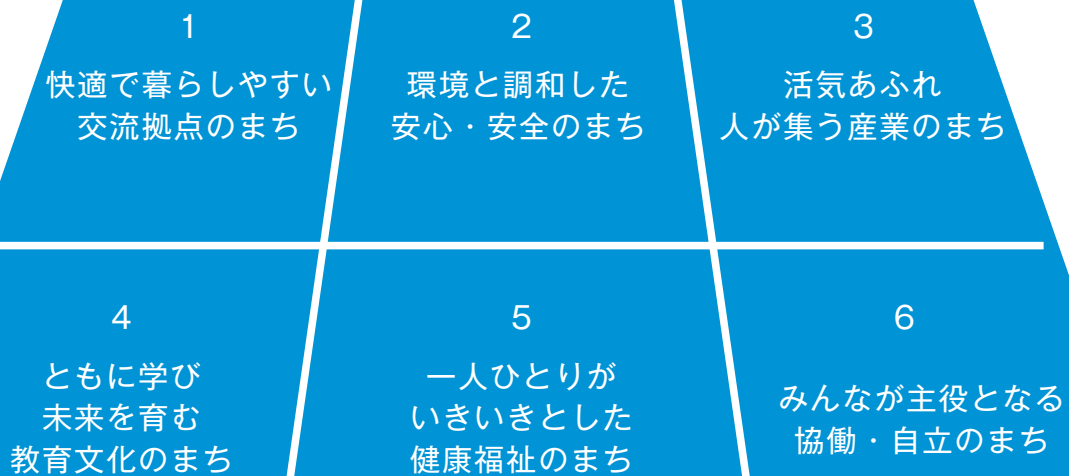 1
快適で暮らしやすい
交流拠点のまち
2
環境と調和した
安心・安全のまち
3
活気あふれ
人が集う産業のまち
4
ともに学び
未来を育む
教育文化のまち
5
一人ひとりが
いきいきとした
健康福祉のまち
6
みんなが主役となる
協働・自立のまち